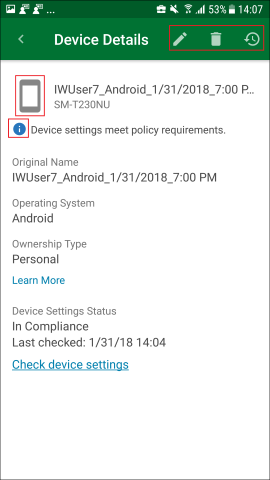 ... 53% 14:07
Device Details
IWUser7_Android_1/31/2018_7:00 P...
SM-T230NU
Device settings meet policy requirements.
Original Name
IWUser7_Android_1/31/2018_7:00 PM
Operating System
Android
Ownership Type
Personal
Learn More
Device Settings Status
In Compliance
Last checked: 1/31/18 14:04
Check device settings